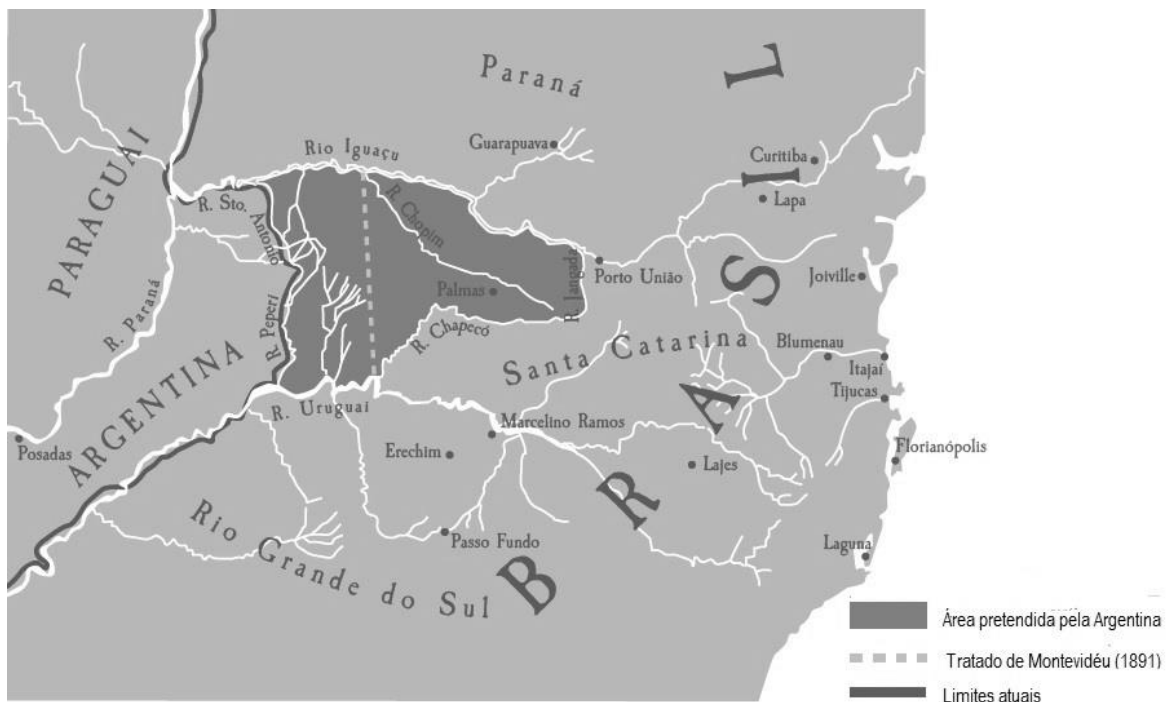 Paraná
Guarapuava
Curitiba
Lapa
Rio Iguaçu
R. Chopim
R. Sto. Antonio
PARAGUAI
R. Paraná
R. Peperi
Palmas
R. Jangada
R. Chapecó
Porto União
Joiville
Santa Catarina
Blumenau
Itajaí
Tijucas
ARGENTINA
Posadas
R. Uruguai
Marcelino Ramos
Erechim
Lajes
Florianópolis
Rio Grande do Sul
Passo Fundo
Laguna
BRASIL
Área pretendida pela Argentina
Tratado de Montevidéu (1891)
Limites atuais